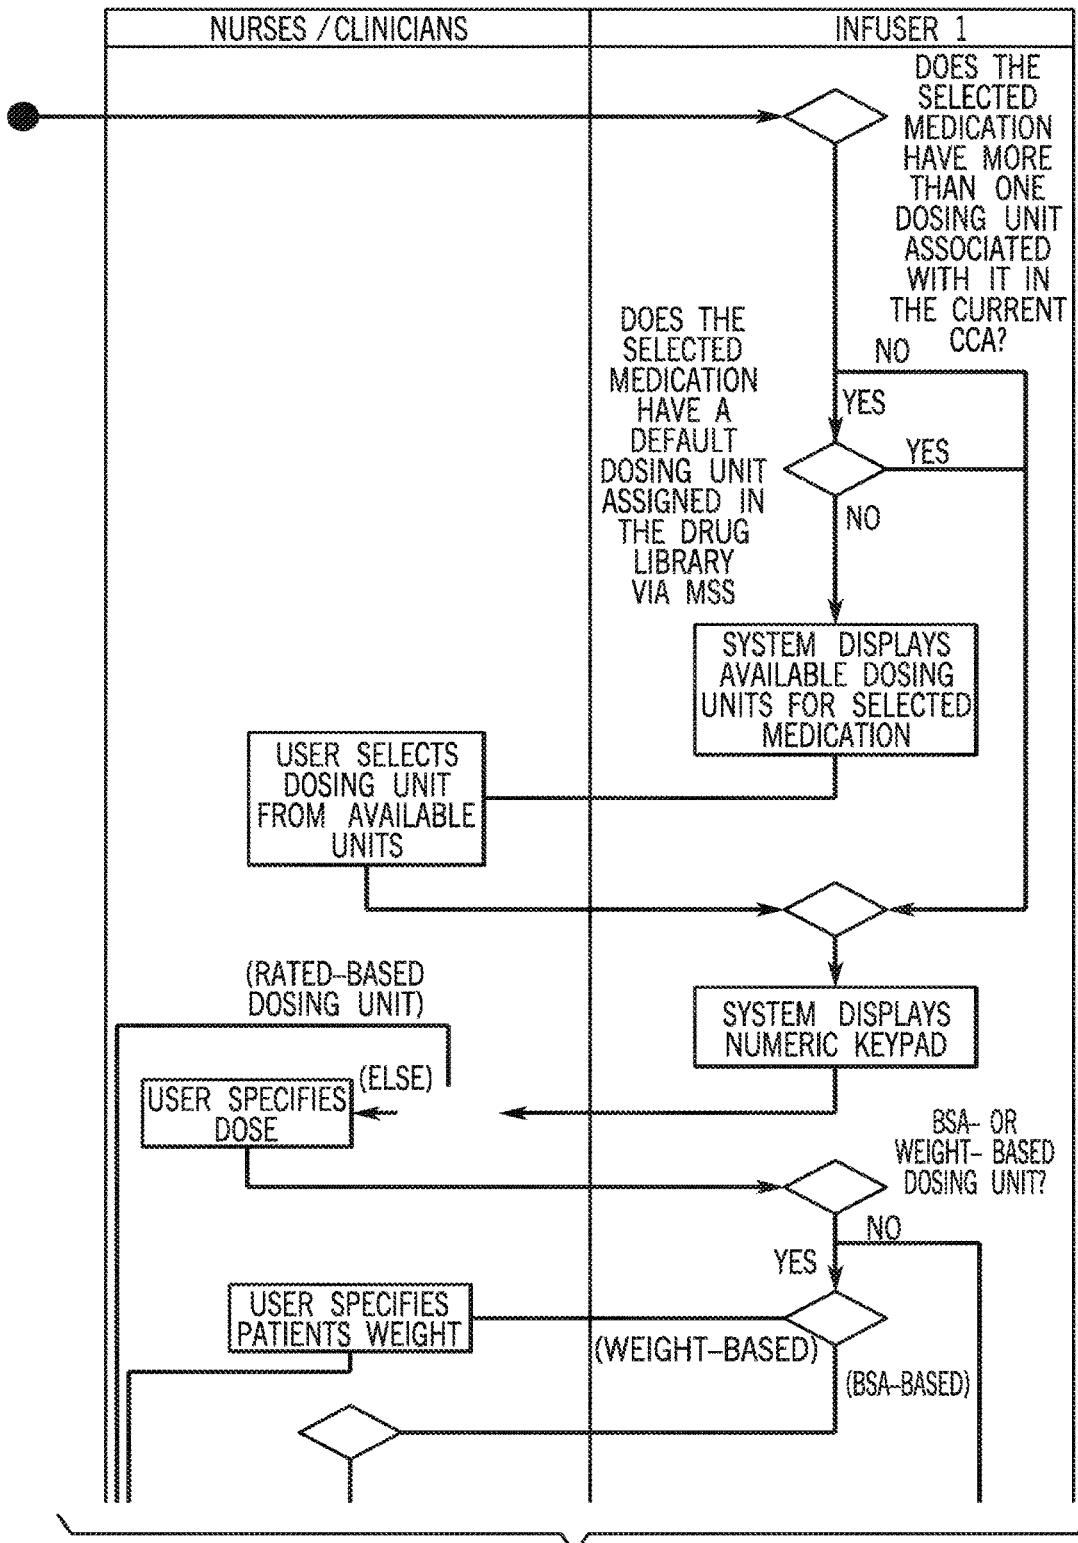 NURSES / CLINICIANS
INFUSER 1
DOES THE
SELECTED
MEDICATION
HAVE MORE
THAN ONE
DOSING UNIT
ASSOCIATED
WITH IT IN
THE CURRENT
CCA?
NO
YES
DOES THE
SELECTED
MEDICATION
HAVE A
DEFAULT
DOSING UNIT
ASSIGNED IN
THE DRUG
LIBRARY
VIA MSS
YES
NO
SYSTEM DISPLAYS
AVAILABLE DOSING
UNITS FOR SELECTED
MEDICATION
USER SELECTS
DOSING UNIT
FROM AVAILABLE
UNITS
(RATED-BASED
DOSING UNIT)
SYSTEM DISPLAYS
NUMERIC KEYPAD
(ELSE)
USER SPECIFIES
DOSE
BSA- OR
WEIGHT- BASED
DOSING UNIT?
NO
YES
USER SPECIFIES
PATIENTS WEIGHT
(WEIGHT-BASED)
(BSA-BASED)